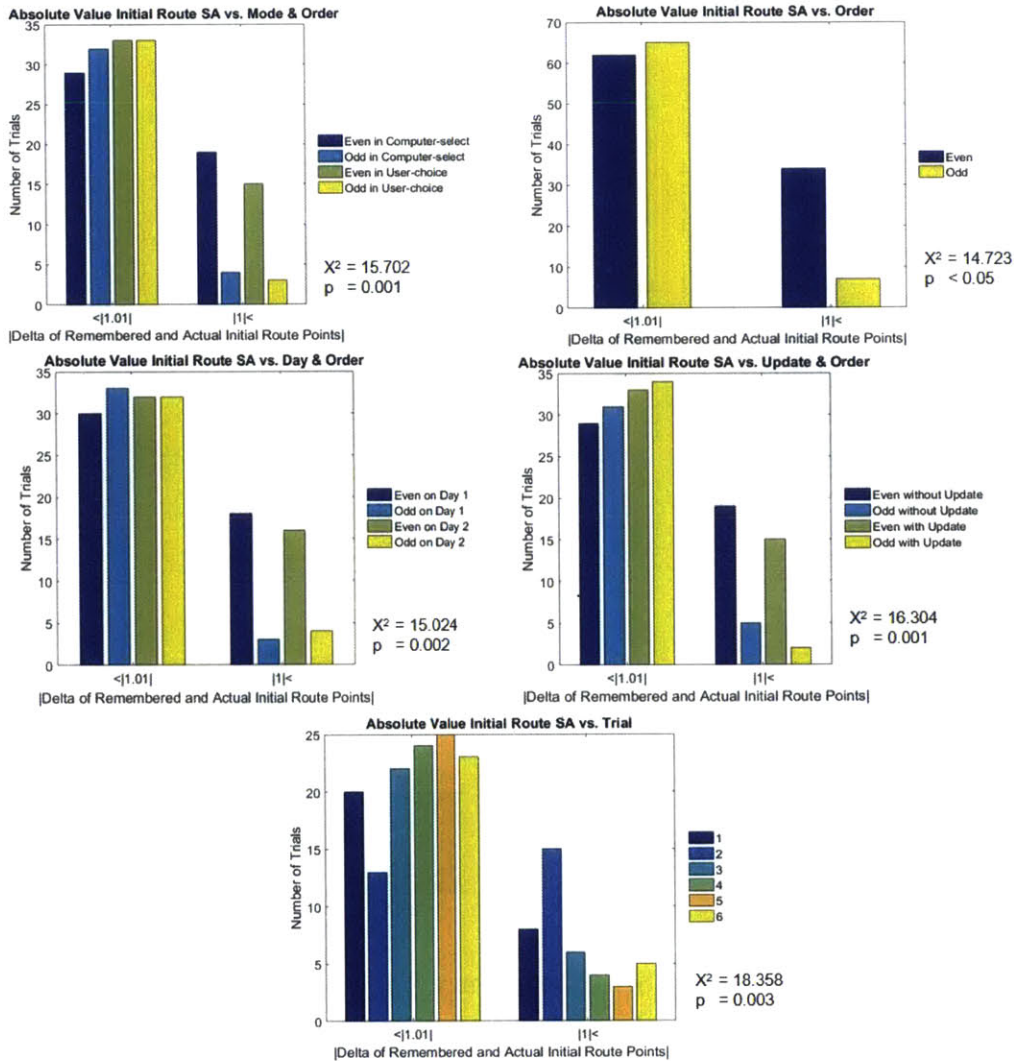 Absolute Value Initial Route SA vs. Mode & Order
35
30
25
20
15
10
5
0
Number of Trials
<|1.01|
|1|<
|Delta of Remembered and Actual Initial Route Points|
Even in Computer-select
Odd in Computer-select
Even in User-choice
Odd in User-choice
X² = 15.702
p = 0.001
Absolute Value Initial Route SA vs. Order
70
60
50
40
30
20
10
0
Number of Trials
<|1.01|
|1|<
|Delta of Remembered and Actual Initial Route Points|
Even
Odd
X² = 14.723
p < 0.05
Absolute Value Initial Route SA vs. Day & Order
35
30
25
20
15
10
5
0
Number of Trials
<|1.01|
|1|<
|Delta of Remembered and Actual Initial Route Points|
Even on Day 1
Odd on Day 1
Even on Day 2
Odd on Day 2
X² = 15.024
p = 0.002
Absolute Value Initial Route SA vs. Update & Order
35
30
25
20
15
10
5
0
Number of Trials
<|1.01|
|1|<
|Delta of Remembered and Actual Initial Route Points|
Even without Update
Odd without Update
Even with Update
Odd with Update
X² = 16.304
p = 0.001
Absolute Value Initial Route SA vs. Trial
25
20
15
10
5
0
Number of Trials
<|1.01|
|1|<
|Delta of Remembered and Actual Initial Route Points|
1
2
3
4
5
6
X² = 18.358
p = 0.003